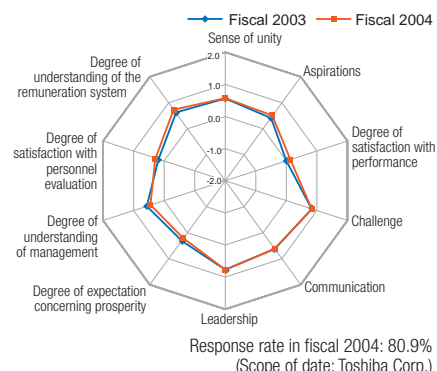 Fiscal 2003
Fiscal 2004
Sense of unity
2.0
1.0
0.0
-1.0
-2.0
Aspirations
Degree of
satisfaction with
performance
Challenge
Communication
Leadership
Degree of expectation
concerning prosperity
Degree of
understanding
of management
Degree of
satisfaction with
personnel
evaluation
Degree of
understanding of the
remuneration system
Response rate in fiscal 2004: 80.9%
(Scope of date: Toshiba Corp.)